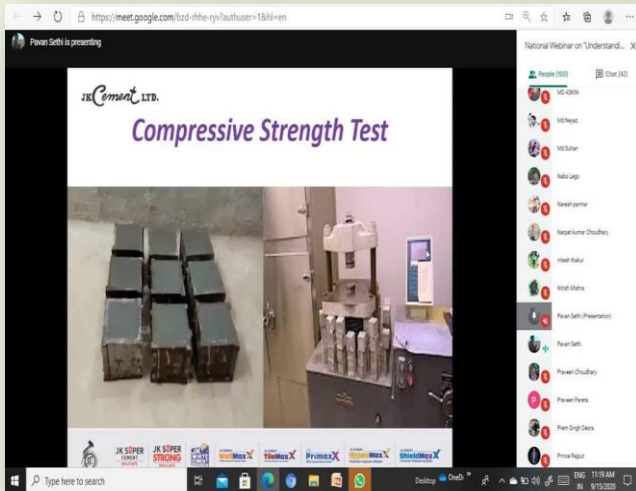 https://meet.google.com/bzd-rhhe-ryv?authuser=1&hl=en
Pavan Sethi is presenting
National Webinar on "Understandi...
People (100)
Chat (42)
JK Cement LTD.
Compressive Strength Test
Md Neyaz
Md Sultan
Nabo Lego
Naresh parmar
Narpat kumar Choudhary
Nitish Mishra
Pavan Sethi (Presentation)
Pavan Sethi
Praveen Choudhary
Praveen Pareta
P
Prem Singh Deora
Prince Rajput
JK SUPER
CEMENT
JK SUPER
STRONG
WallMaxX
TileMaxX
PrimaxX
ShieldMaxX
Type here to search
Desktop
OneDr
ENG
IN
11:19 AM
9/15/2020